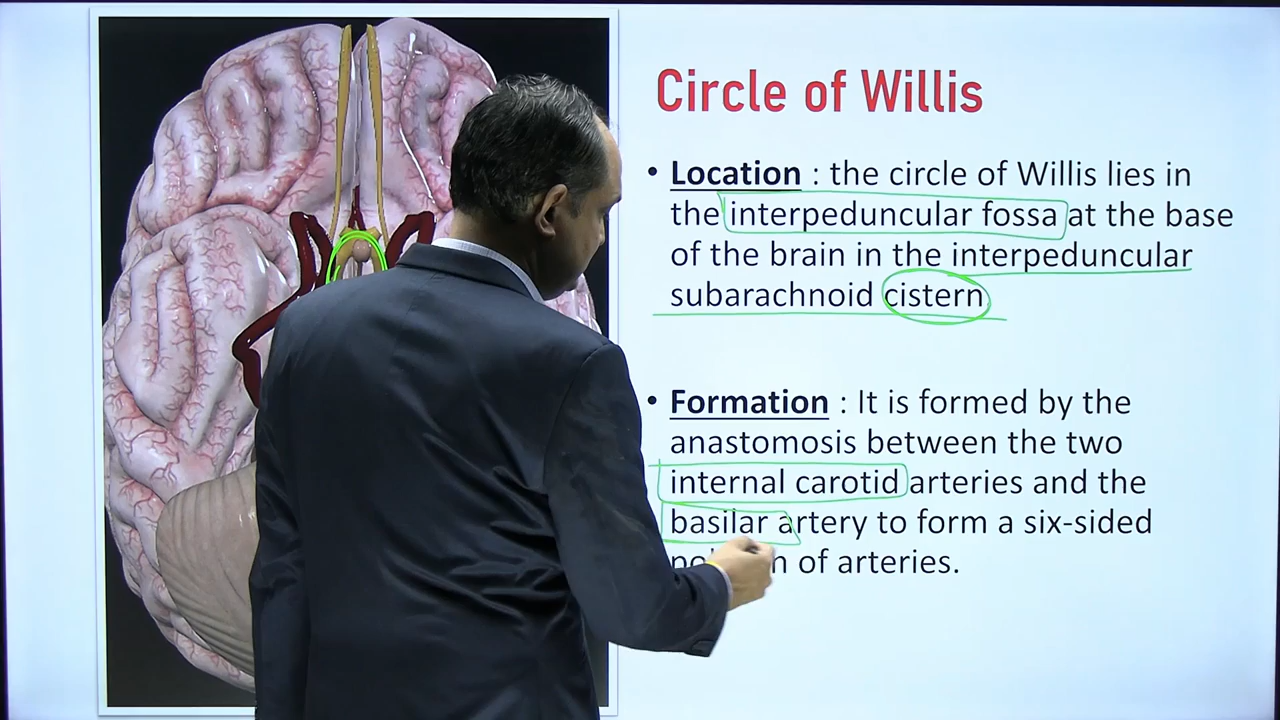 Circle of Willis
• Location : the circle of Willis lies in
the interpeduncular fossa at the base
of the brain in the interpeduncular
subarachnoid cistern
• Formation : It is formed by the
anastomosis between the two
internal carotid arteries and the
basilar artery to form a six-sided
of arteries.